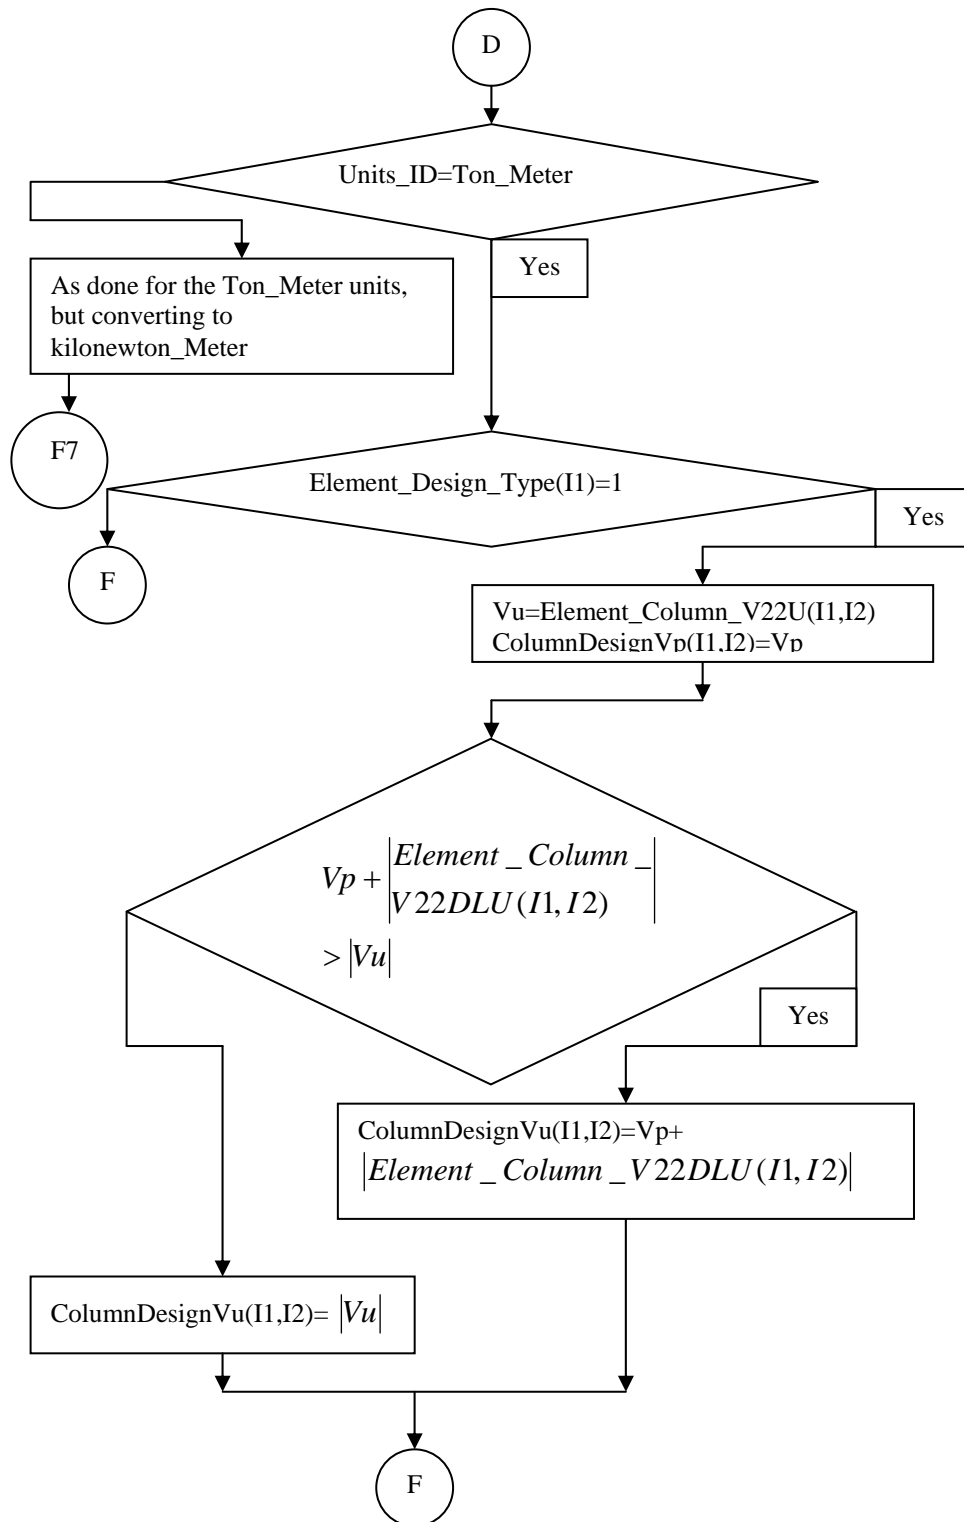 D
Units_ID=Ton_Meter
Yes
As done for the Ton_Meter units,
but converting to
kilonewton_Meter
F7
Element_Design_Type(I1)=1
Yes
F
Vu=Element_Column_V22U(I1,I2)
ColumnDesignVp(I1,I2)=Vp
Vp + |Element _ Column _
V22DLU(I1, I2)|
> |Vu|
Yes
ColumnDesignVu(I1,I2)=Vp+
|Element _ Column _ V22DLU(I1, I2)|
ColumnDesignVu(I1,I2)= |Vu|
F